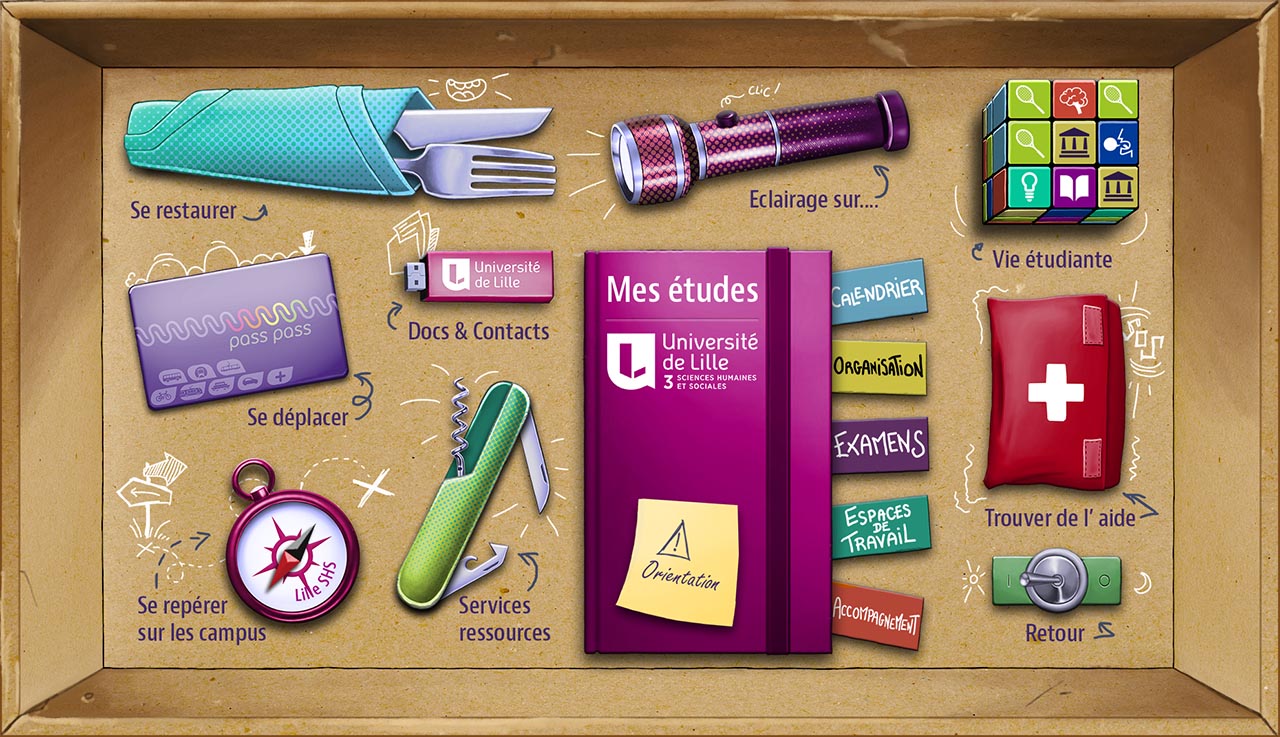 CLIC!
Se restaurer
Eclairage sur....
Vie étudiante
pass pass
Se déplacer
Université
de Lille
Docs & Contacts
Mes études
Université
de Lille
3 SCIENCES HUMAINES
ET SOCIALES
Orientation
CALENDRIER
ORGANISATION
EXAMENS
ESPACES
DE
TRAVAIL
ACCOMPAGNEMENT
SOS
Trouver de l' aide
Lille SHS
Se repérer
sur les campus
Services
ressources
Retour